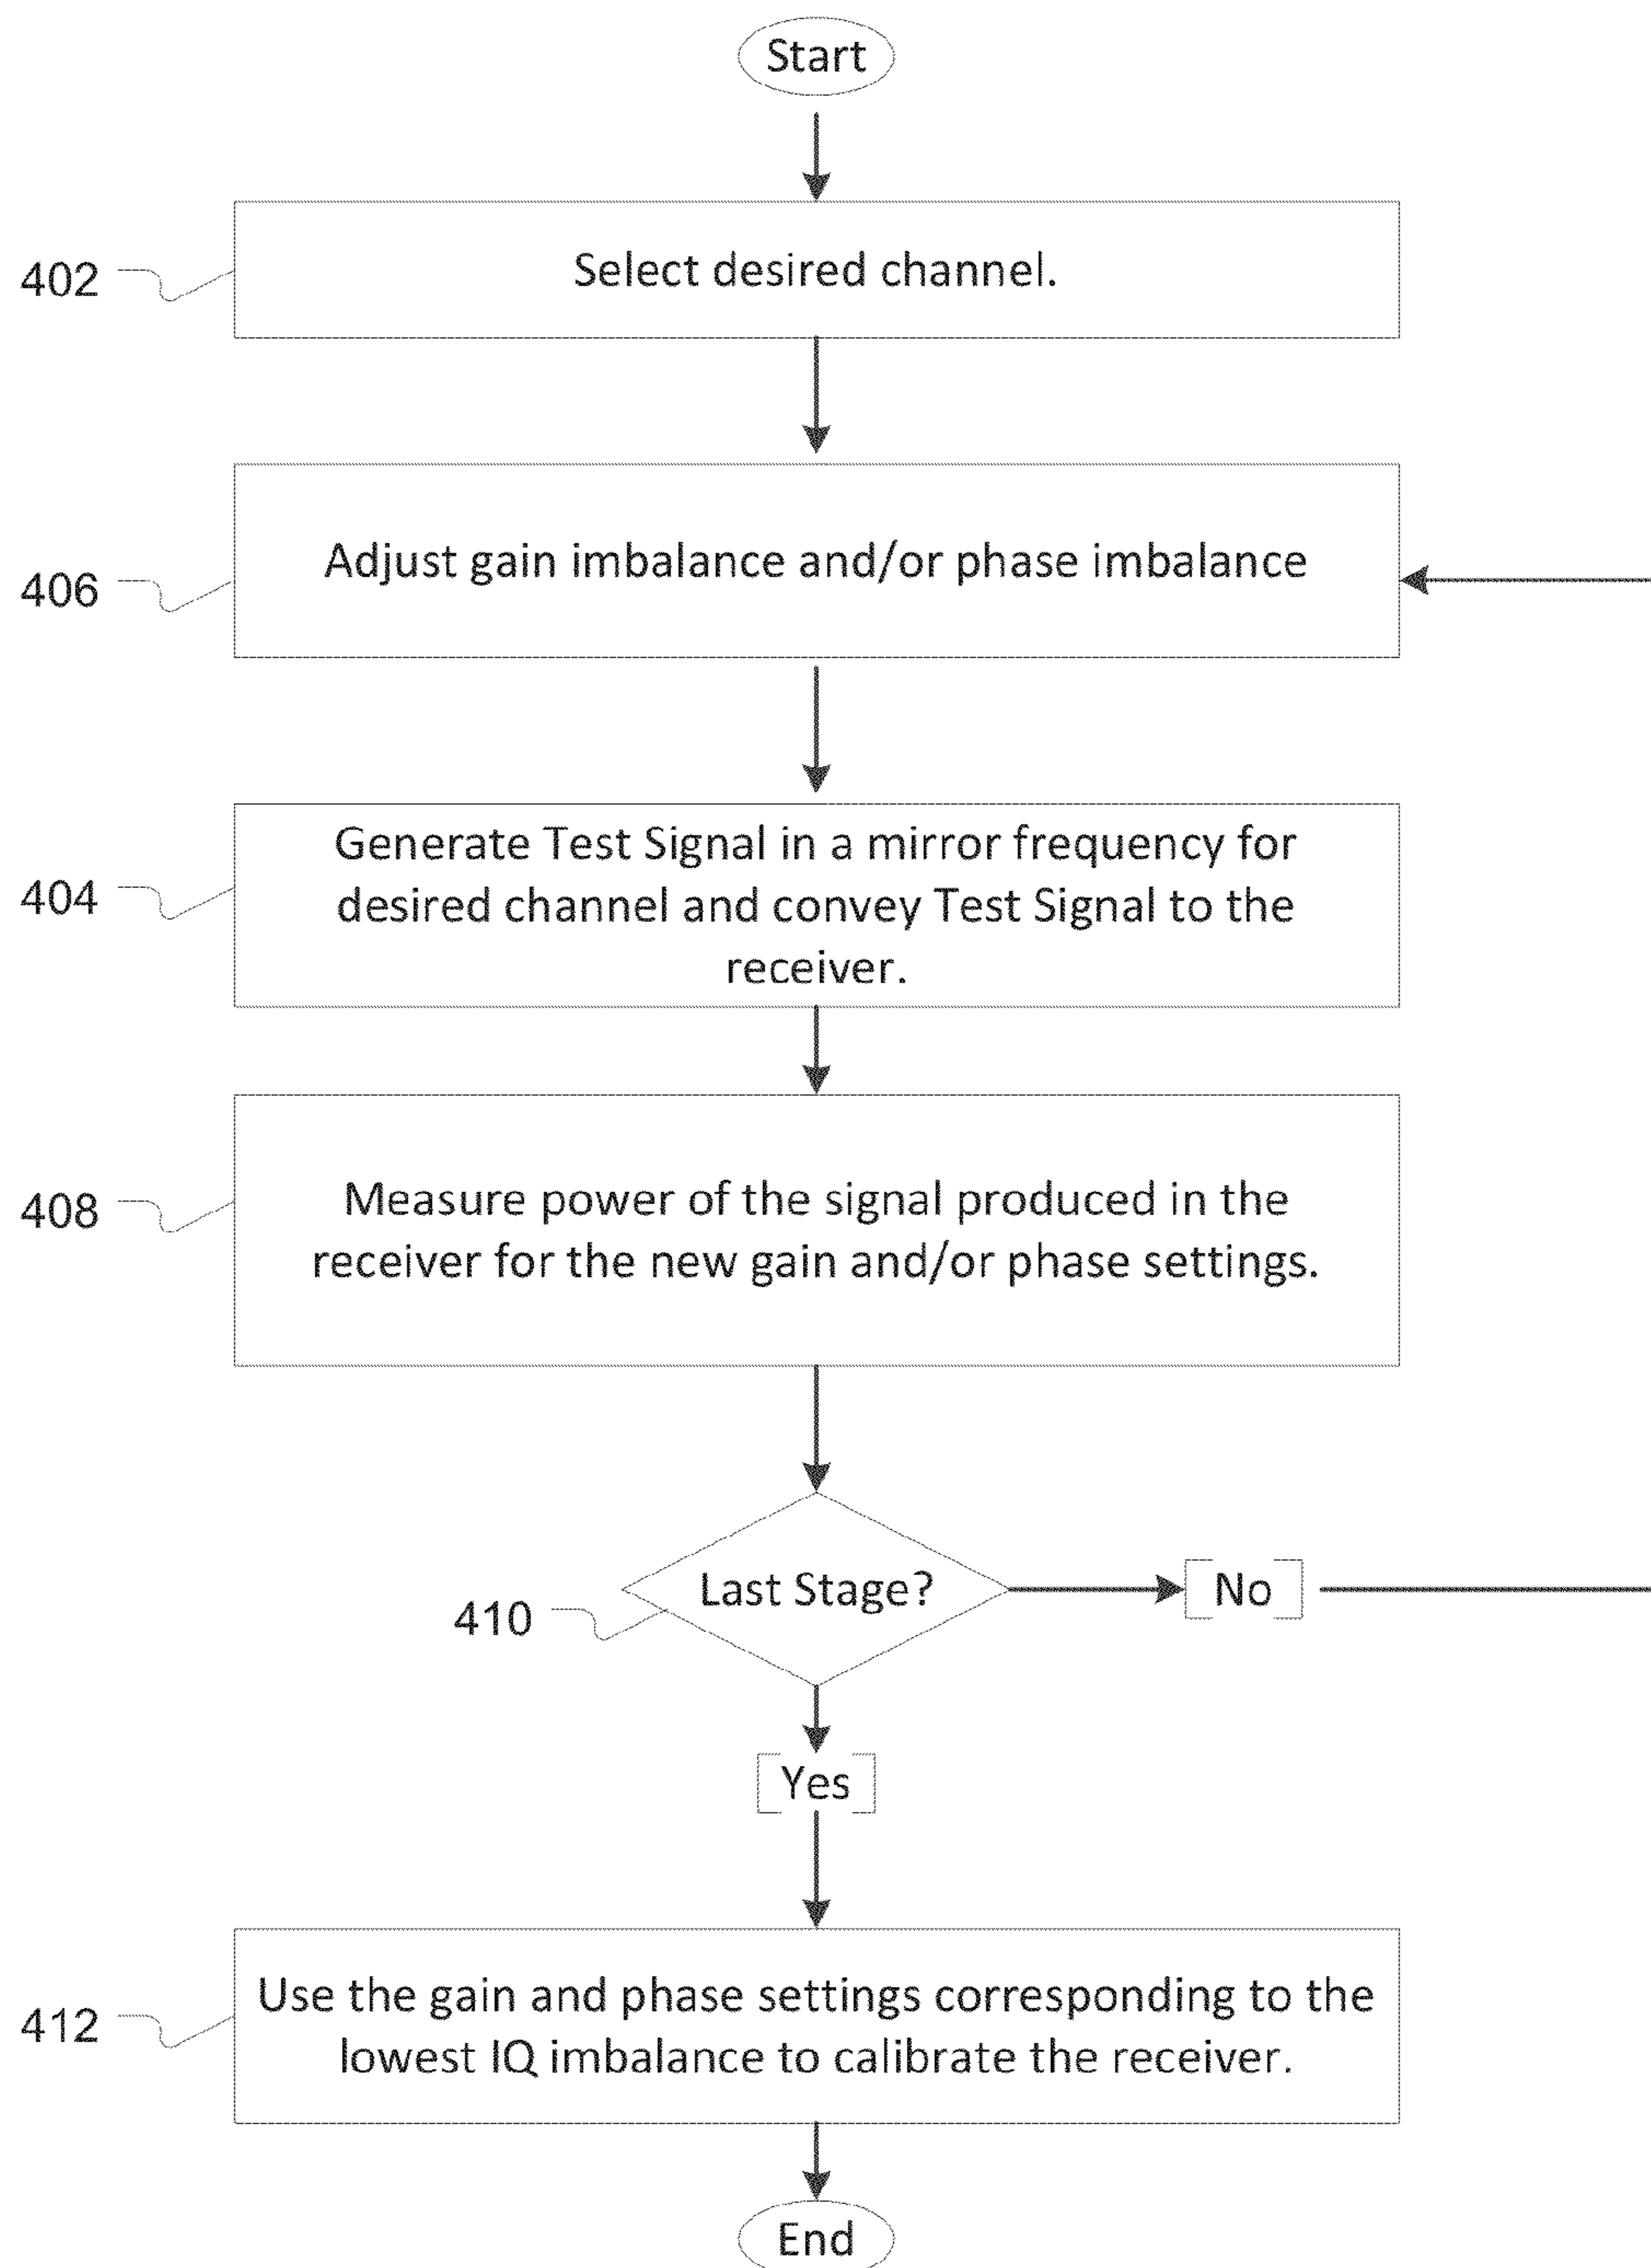 Start
402
Select desired channel.
406
Adjust gain imbalance and/or phase imbalance
404
Generate Test Signal in a mirror frequency for
desired channel and convey Test Signal to the
receiver.
408
Measure power of the signal produced in the
receiver for the new gain and/or phase settings.
410
Last Stage?
No
Yes
412
Use the gain and phase settings corresponding to the
lowest IQ imbalance to calibrate the receiver.
End